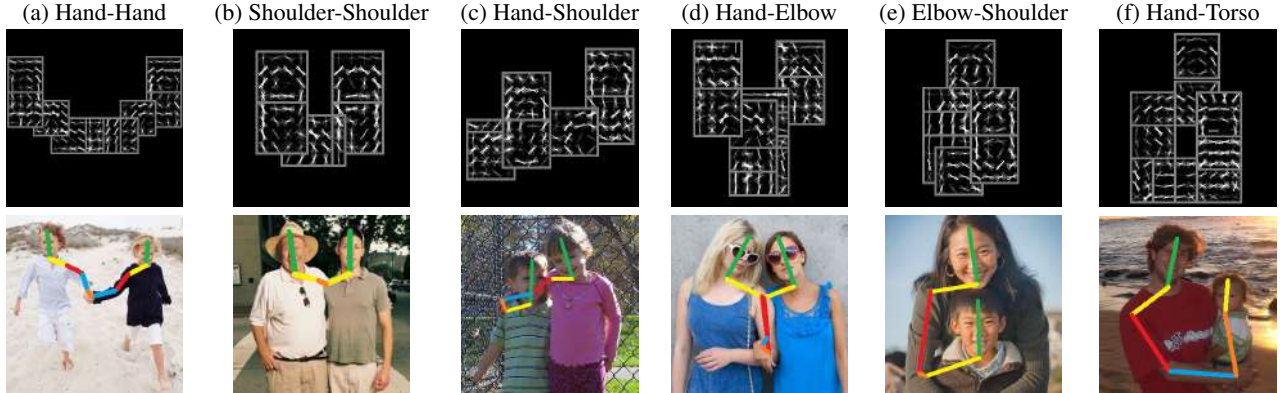 (a) Hand-Hand
(b) Shoulder-Shoulder
(c) Hand-Shoulder
(d) Hand-Elbow
(e) Elbow-Shoulder
(f) Hand-Torso